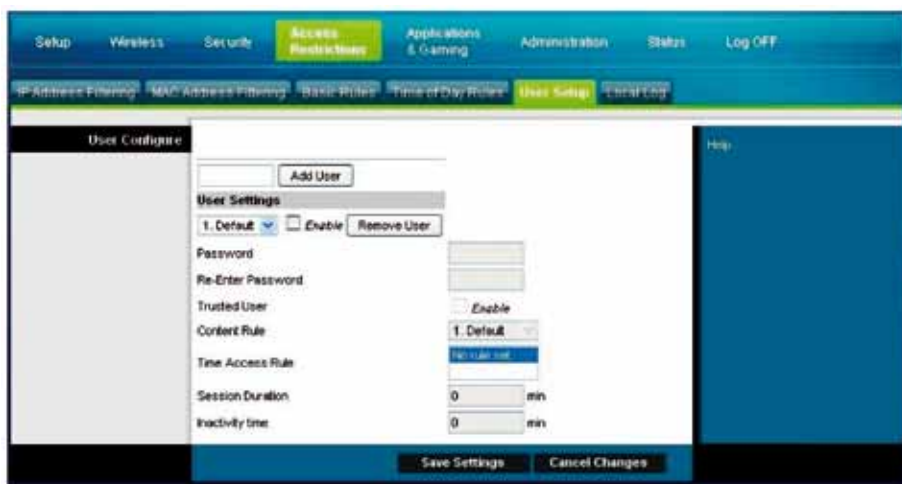 Setup Wireless Security Access Restrictions Applications & Gaming Administration Status Log OFF
IP Address Filtering MAC Address Filtering Basic Rules Time of Day Rules User Setup Local Log
User Configure
Help
Add User
User Settings
1. Default Enable Remove User
Password
Re-Enter Password
Trusted User Enable
Content Rule 1. Default
Time Access Rule No rule set.
Session Duration 0 min
Inactivity time 0 min
Save Settings Cancel Changes